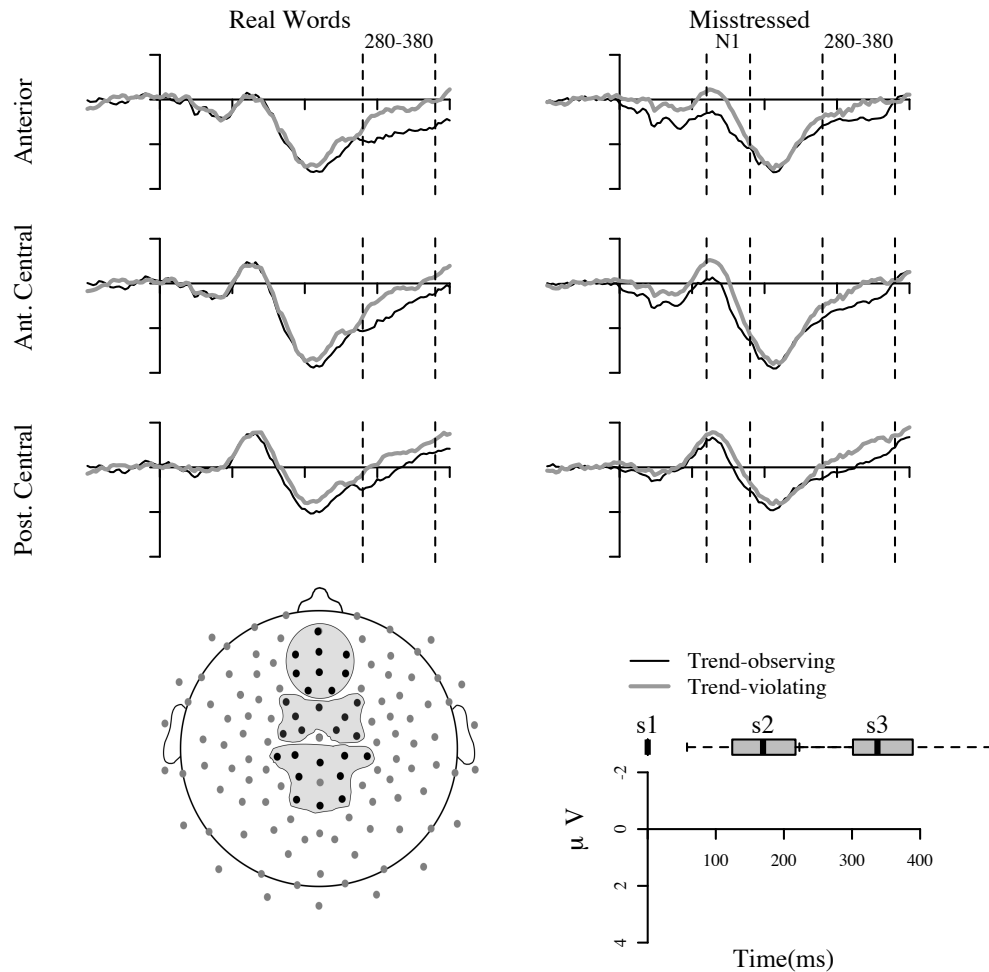 Real Words
Misstressed
280-380
N1
280-380
Anterior
Ant. Central
Post. Central
Trend-observing
Trend-violating
s1
s2
s3
-2
0
2
4
μ V
100
200
300
400
Time(ms)